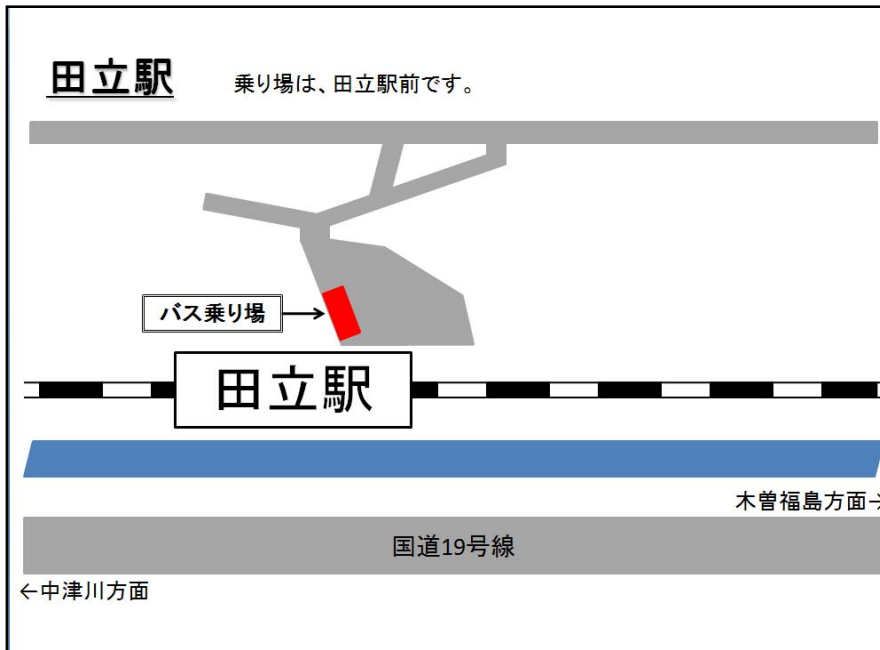 田立駅
乗り場は、田立駅前です。
バス乗り場
田立駅
木曽福島方面→
国道19号線
←中津川方面